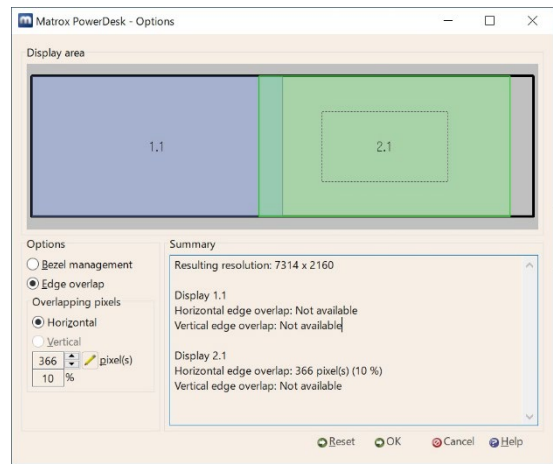 Matrox PowerDesk - Options
Display area
1.1
2.1
Options
Bezel management
Edge overlap
Overlapping pixels
Horizontal
Vertical
366 pixel(s)
10 %
Summary
Resulting resolution: 7314 x 2160
Display 1.1
Horizontal edge overlap: Not available
Vertical edge overlap: Not available
Display 2.1
Horizontal edge overlap: 366 pixel(s) (10 %)
Vertical edge overlap: Not available
Reset OK Cancel Help